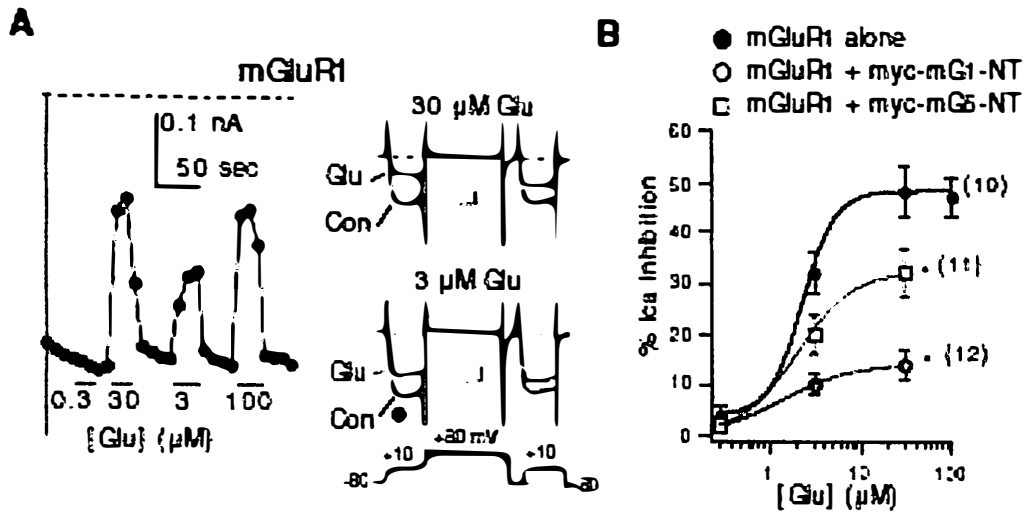 A
mGluR1
0.1 nA
50 sec
0.3 30 3 100
[Glu] (µM)
30 µM Glu
Glu
Con
3 µM Glu
Glu
Con
+80 mV
+10 +10
-80
B
mGluR1 alone
mGluR1 + myc-mG1-NT
mGluR1 + myc-mG6-NT
% Ica Inhibition
60
50
40
30
20
10
0
(10)
(11)
(12)
1 10 100
[Glu] (µM)